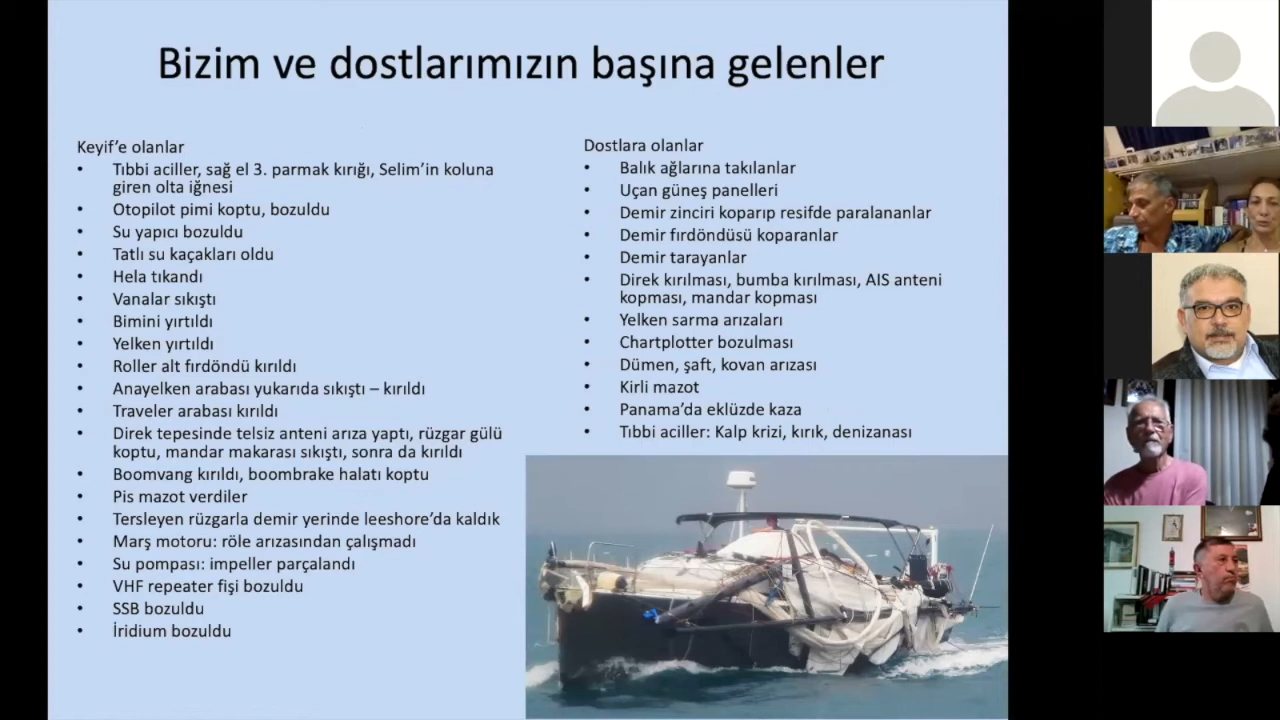 Bizim ve dostlarımızın başına gelenler
Keyif’e olanlar
• Tıbbi aciller, sağ el 3. parmak kırığı, Selim’in koluna
giren olta iğnesi
• Otopilot pimi koptu, bozuldu
• Su yapıcı bozuldu
• Tatlı su kaçakları oldu
• Hela tıkandı
• Vanalar sıkıştı
• Bimini yırtıldı
• Yelken yırtıldı
• Roller alt fırdöndü kırıldı
• Anayelken arabası yukarıda sıkıştı – kırıldı
• Traveler arabası kırıldı
• Direk tepesinde telsiz anteni arıza yaptı, rüzgar gülü
koptu, mandar makarası sıkıştı, sonra da kırıldı
• Boomvang kırıldı, boombrake halatı koptu
• Pis mazot verdiler
• Tersleyen rüzgarla demir yerinde leeshore’da kaldık
• Marş motoru: röle arızasından çalışmadı
• Su pompası: impeller parçalandı
• VHF repeater fişi bozuldu
• SSB bozuldu
• İridium bozuldu
Dostlara olanlar
• Balık ağlarına takılanlar
• Uçan güneş panelleri
• Demir zinciri koparıp resifde paralananlar
• Demir fırdöndüsü koparanlar
• Demir tarayanlar
• Direk kırılması, bumba kırılması, AIS anteni
kopması, mandar kopması
• Yelken sarma arızaları
• Chartplotter bozulması
• Dümen, şaft, kovan arızası
• Kirli mazot
• Panama’da eklüzde kaza
• Tıbbi aciller: Kalp krizi, kırık, denizanası